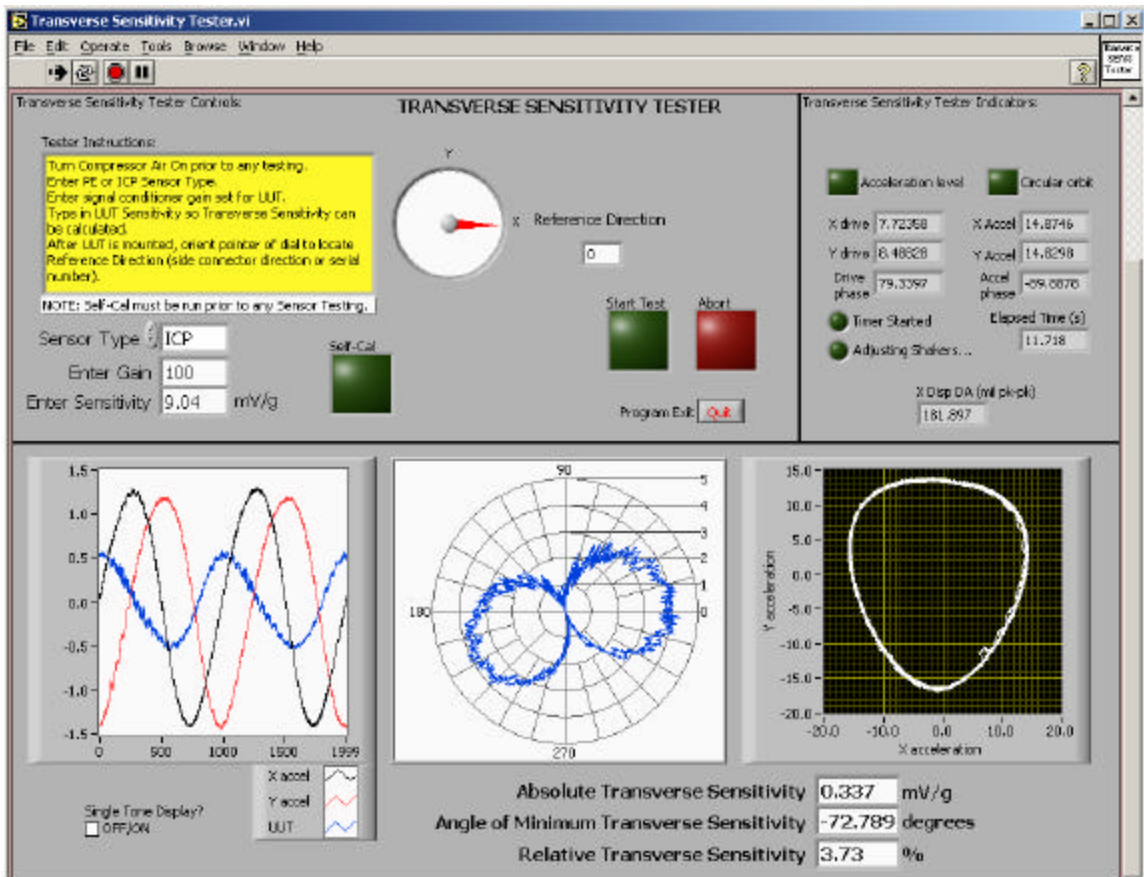 Transverse Sensitivity Tester.vi
File Edit Operate Tools Browse Window Help
Tester
Transverse Sensitivity Tester Controls:
TRANSVERSE SENSITIVITY TESTER
Transverse Sensitivity Tester Indicators:
Tester Instructions:
Turn Compressor Air On prior to any testing.
Enter PE or ICP Sensor Type.
Enter signal conditioner gain set for UUT.
Type in UUT Sensitivity so Transverse Sensitivity can
be calculated.
After UUT is mounted, orient pointer of dial to locate
Reference Direction (side connector direction or serial
number).
NOTE: Self-Cal must be run prior to any Sensor Testing.
Sensor Type ICP
Enter Gain 100
Enter Sensitivity 9.04 mV/g
Self-Cal
Y
X
Reference Direction
0
Start Test
Abort
Program Exit Quit
Acceleration level
Circular orbit
X drive 7.72358
X Accel 14.8746
Y drive 8.48828
Y Accel 14.8298
Drive phase 79.3397
Accel phase -89.8878
Timer Started
Elapsed Time (s)
11.718
Adjusting Shakers...
X Disp DA (mil pk-pk)
181.897
1.5
1.0
0.5
0.0
-0.5
-1.0
-1.5
0 500 1000 1500 1999
X accel
Y accel
UUT
Single Tone Display?
OFF/ON
90
5
4
3
2
1
0
180
270
15.0
10.0
5.0
0.0
-5.0
-10.0
-15.0
-20.0
Y acceleration
-20.0 -10.0 0.0 10.0 20.0
X acceleration
Absolute Transverse Sensitivity 0.337 mV/g
Angle of Minimum Transverse Sensitivity -72.789 degrees
Relative Transverse Sensitivity 3.73 %